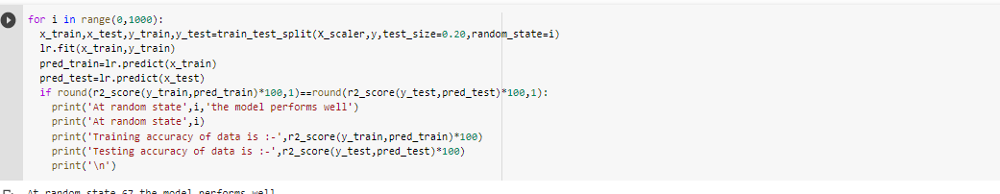 for i in range(0,1000):
  x_train,x_test,y_train,y_test=train_test_split(X_scaler,y,test_size=0.20,random_state=i)
  lr.fit(x_train,y_train)
  pred_train=lr.predict(x_train)
  pred_test=lr.predict(x_test)
  if round(r2_score(y_train,pred_train)*100,1)==round(r2_score(y_test,pred_test)*100,1):
    print('At random state',i,'the model performs well')
    print('At random state',i)
    print('Training accuracy of data is :-',r2_score(y_train,pred_train)*100)
    print('Testing accuracy of data is :-',r2_score(y_test,pred_test)*100)
    print('\n')
At random state 67 the model performs well